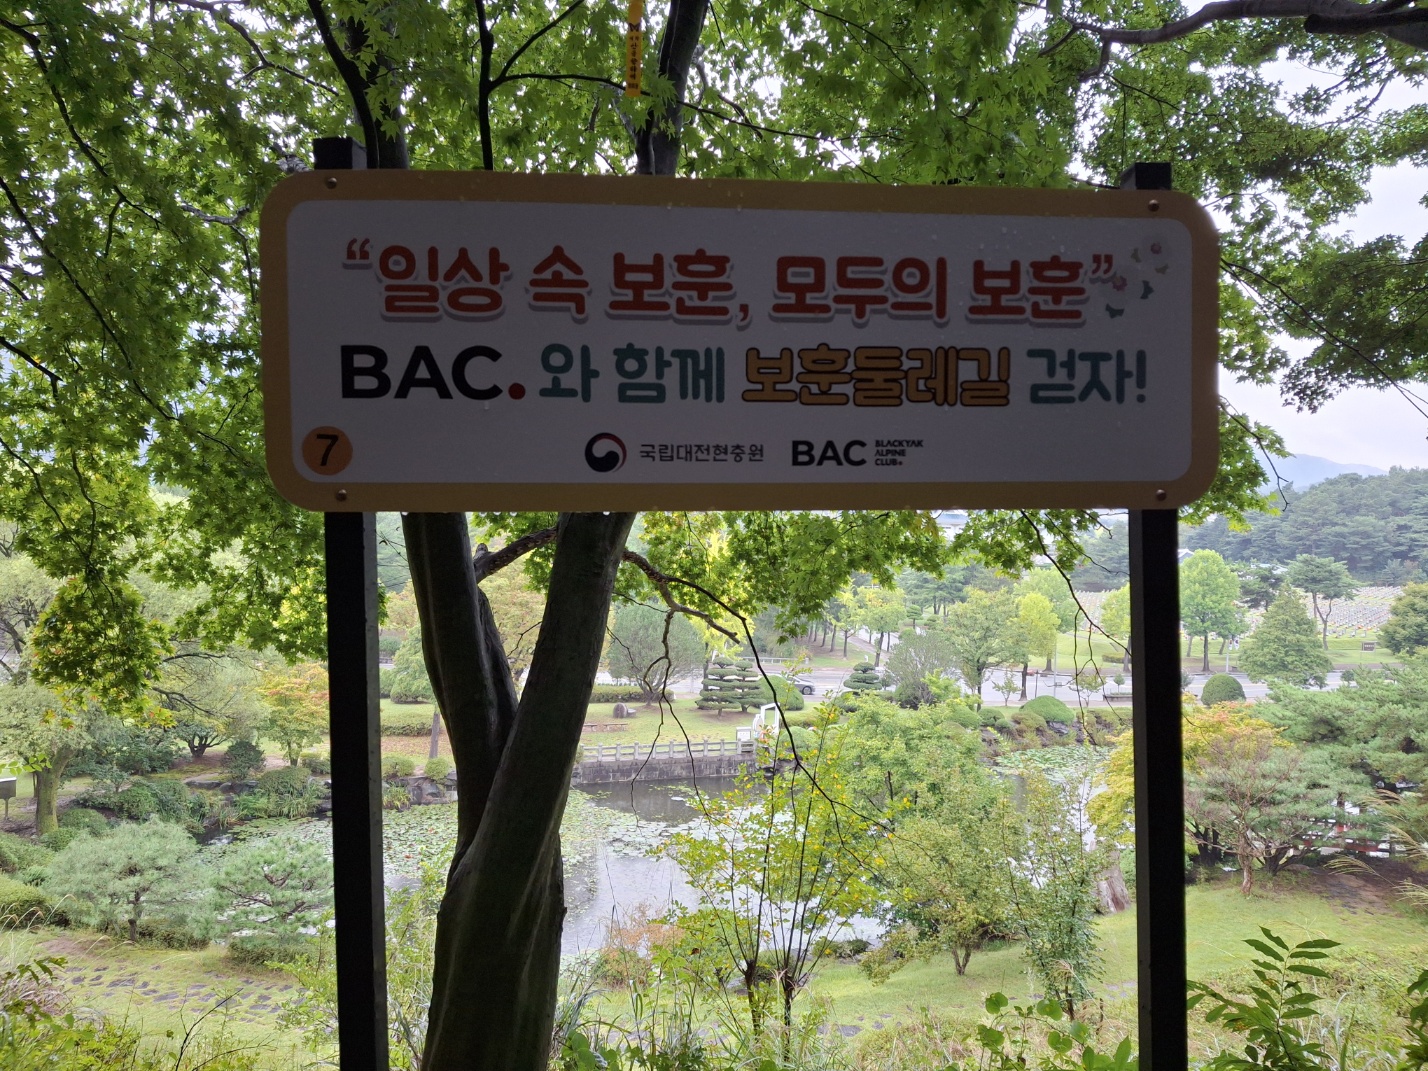 “일상 속 보훈, 모두의 보훈”
BAC. 와 함께 보훈둘레길 걷자!
7
국립대전현충원
BAC
BLACKYAK
ALPINE
CLUB.